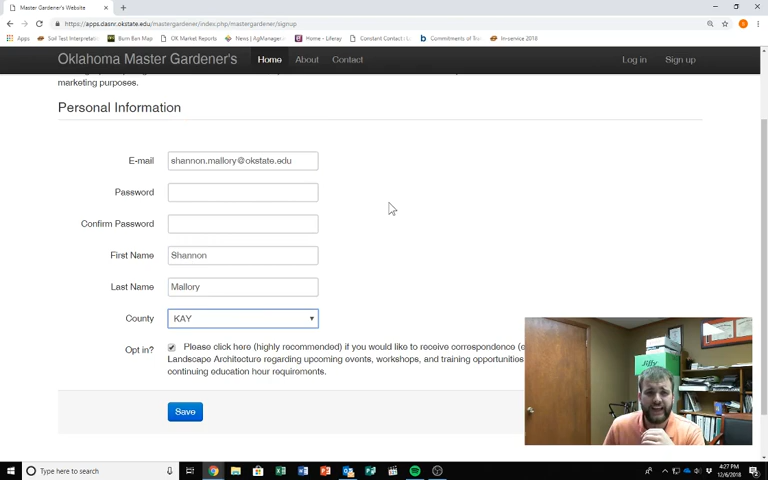 Master Gardener's Website
https://apps.dasnr.okstate.edu/mastergardener/index.php/mastergardener/signup
Apps Soil Test Interpretati Burn Ban Map OK Market Reports News | AgManager Home - Liferay Constant Contact : L Commitments of Tra In-service 2018
Oklahoma Master Gardener's Home About Contact Log in Sign up
marketing purposes.
Personal Information
E-mail shannon.mallory@okstate.edu
Password
Confirm Password
First Name Shannon
Last Name Mallory
County KAY
Opt in? Please click here (highly recommended) if you would like to receive correspondence (e
Landscape Architecture regarding upcoming events, workshops, and training opportunities
continuing education hour requirements.
Save
Jiffy
Type here to search
4:27 PM
12/6/2018